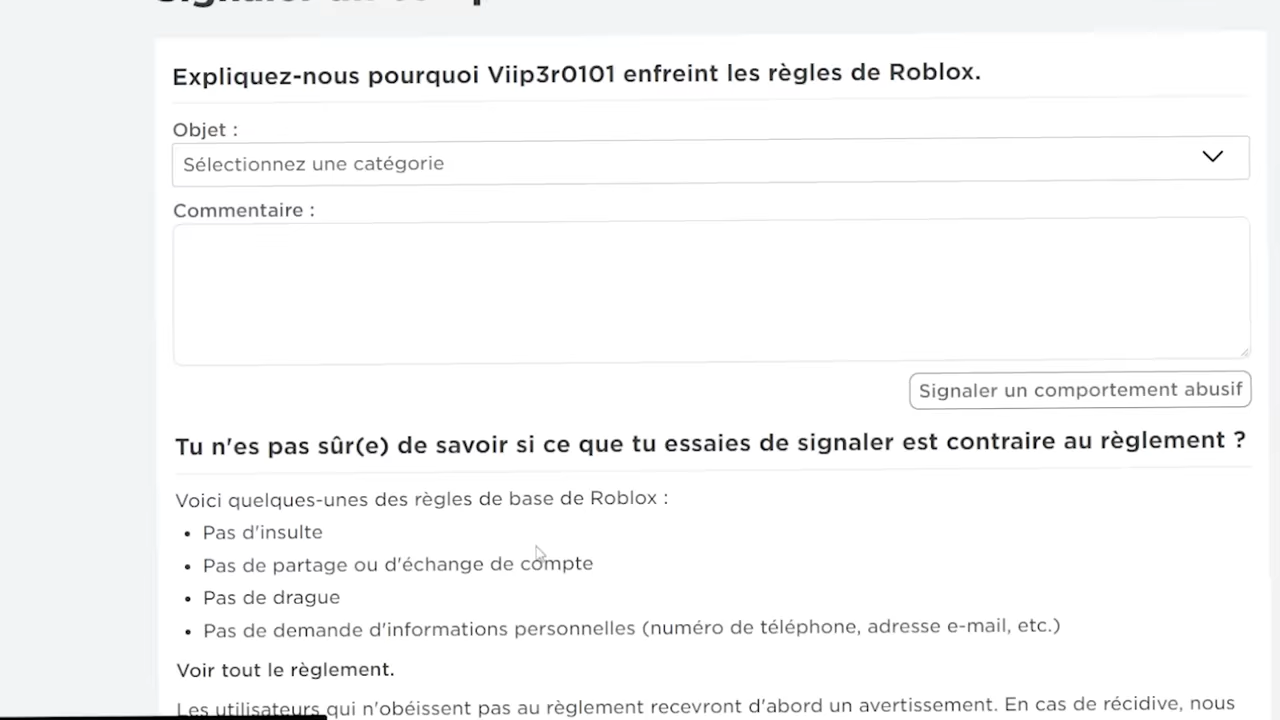 Expliquez-nous pourquoi Viip3r0101 enfreint les règles de Roblox.
Objet :
Sélectionnez une catégorie
Commentaire :
Signaler un comportement abusif
Tu n'es pas sûr(e) de savoir si ce que tu essaies de signaler est contraire au règlement ?
Voici quelques-unes des règles de base de Roblox :
• Pas d'insulte
• Pas de partage ou d'échange de compte
• Pas de drague
• Pas de demande d'informations personnelles (numéro de téléphone, adresse e-mail, etc.)
Voir tout le règlement.
Les utilisateurs qui n'obéissent pas au règlement recevront d'abord un avertissement. En cas de récidive, nous